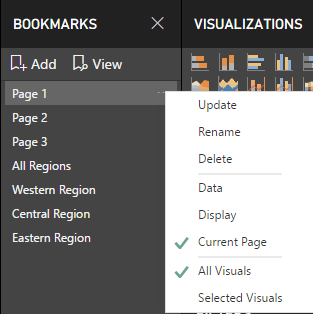 BOOKMARKS
VISUALIZATIONS
Add View
Page 1
Page 2
Page 3
All Regions
Western Region
Central Region
Eastern Region
Update
Rename
Delete
Data
Display
Current Page
All Visuals
Selected Visuals